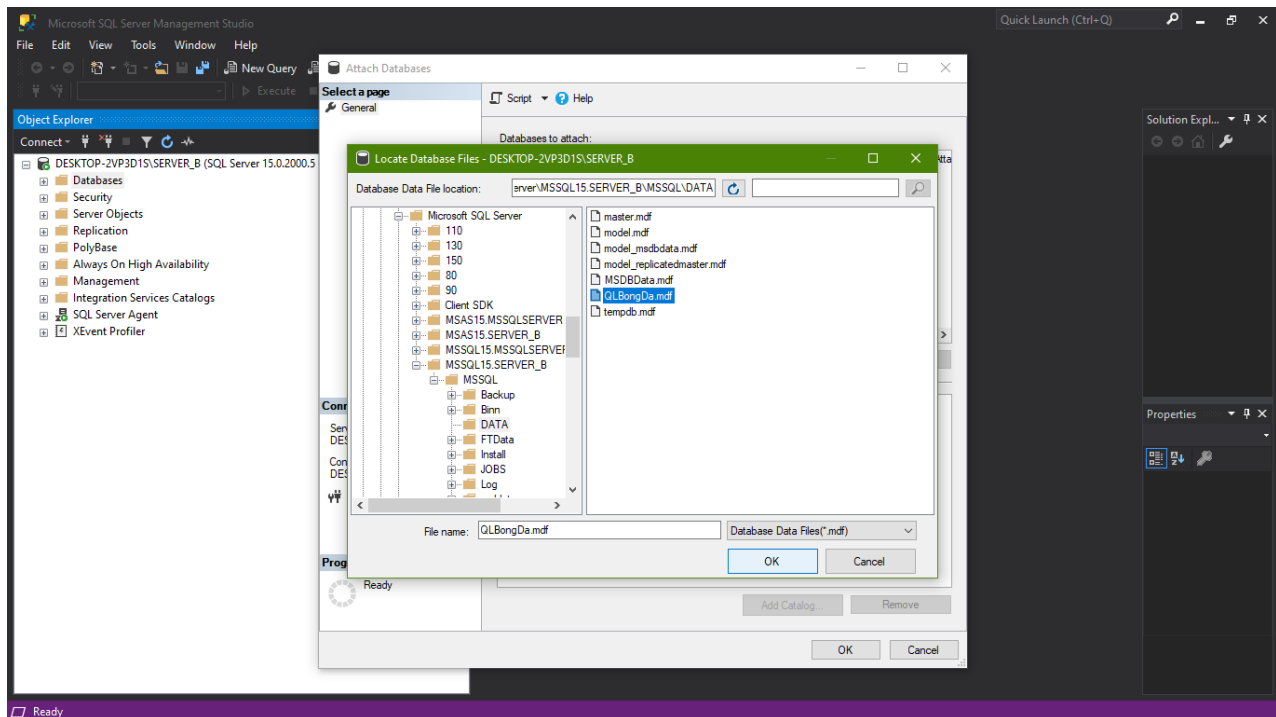 Microsoft SQL Server Management Studio
Quick Launch (Ctrl+Q)
File Edit View Tools Window Help
New Query
Execute
Object Explorer
Connect
DESKTOP-2VP3D1S\SERVER_B (SQL Server 15.0.2000.5
Databases
Security
Server Objects
Replication
PolyBase
Always On High Availability
Management
Integration Services Catalogs
SQL Server Agent
XEvent Profiler
Attach Databases
Select a page
General
Script Help
Databases to attach:
Locate Database Files - DESKTOP-2VP3D1S\SERVER_B
Database Data File location: erver\MSSQL15.SERVER_B\MSSQL\DATA
Microsoft SQL Server
110
130
150
80
90
Client SDK
MSAS15.MSSQLSERVER
MSAS15.SERVER_B
MSSQL15.MSSQLSERVER
MSSQL15.SERVER_B
MSSQL
Backup
Binn
DATA
FTData
Install
JOBS
Log
master.mdf
model.mdf
model_msdbdata.mdf
model_replicatedmaster.mdf
MSDBData.mdf
QLBongDa.mdf
tempdb.mdf
File name: QLBongDa.mdf
Database Data Files(*.mdf)
OK Cancel
Ready
Add Catalog... Remove
OK Cancel
Solution Expl...
Properties
Ready